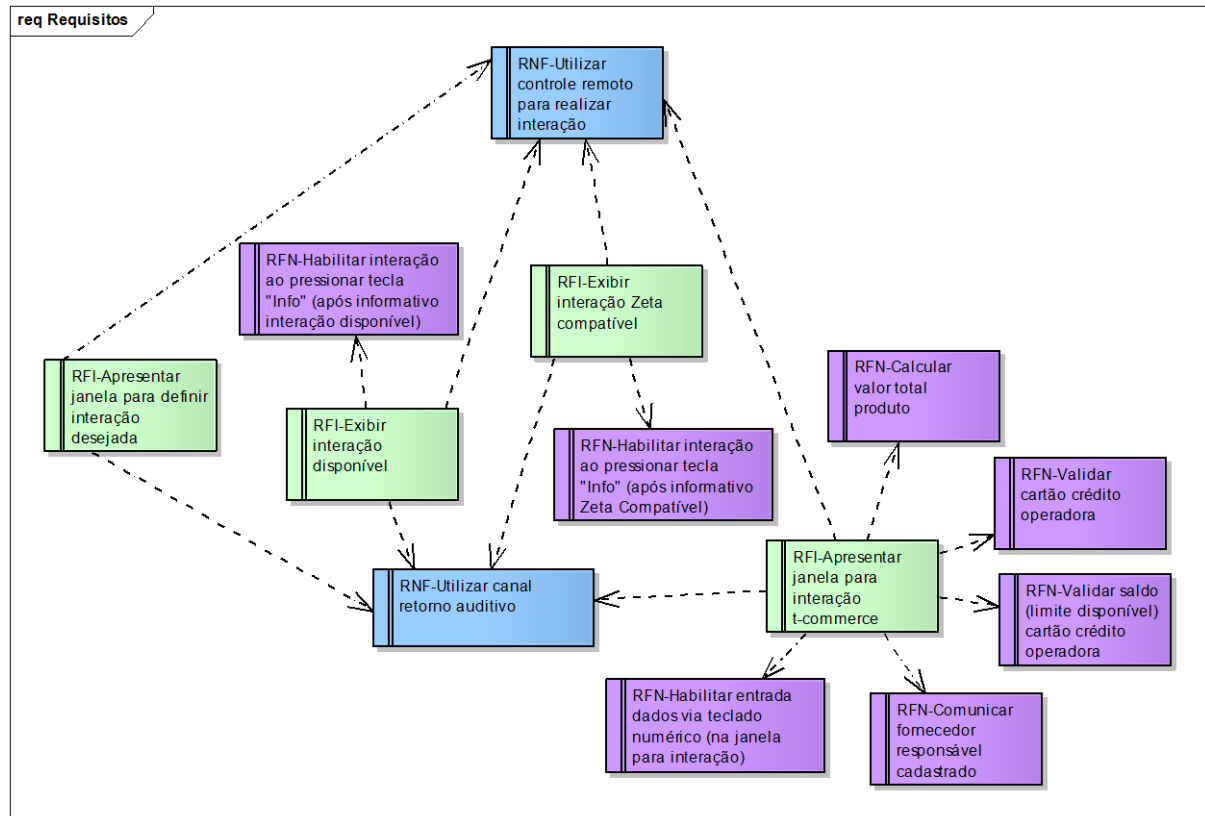 req Requisitos
RNF-Utilizar
controle remoto
para realizar
interação
RFN-Habilitar interação
ao pressionar tecla
"Info" (após informativo
interação disponível)
RFI-Exibir
interação Zeta
compatível
RFI-Apresentar
janela para definir
interação
desejada
RFI-Exibir
interação
disponível
RFN-Calcular
valor total
produto
RFN-Habilitar interação
ao pressionar tecla
"Info" (após informativo
Zeta Compatível)
RFN-Validar
cartão crédito
operadora
RFI-Apresentar
janela para
interação
t-commerce
RNF-Utilizar canal
retorno auditivo
RFN-Validar saldo
(limite disponível)
cartão crédito
operadora
RFN-Habilitar entrada
dados via teclado
numérico (na janela
para interação)
RFN-Comunicar
fornecedor
responsável
cadastrado